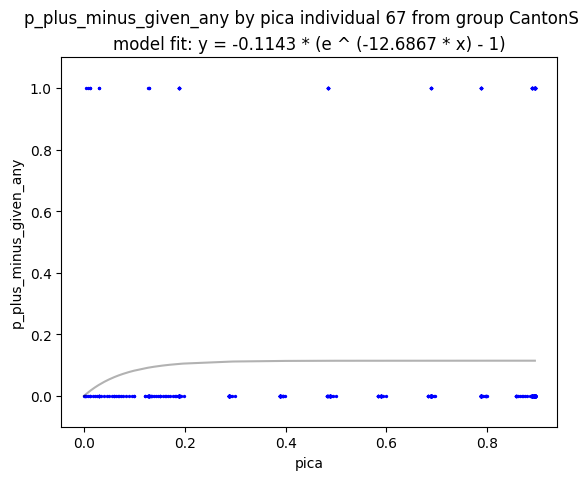 p_plus_minus_given_any by pica individual 67 from group CantonS
model fit: y = -0.1143 * (e ^ (-12.6867 * x) - 1)
1.0
0.8
0.6
0.4
0.2
0.0
p_plus_minus_given_any
0.0 0.2 0.4 0.6 0.8
pica